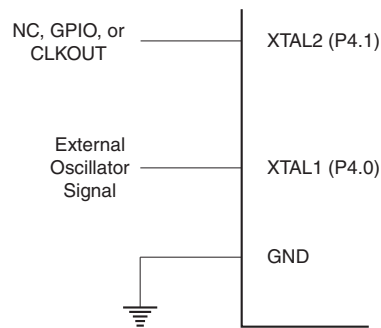 NC, GPIO, or
CLKOUT
XTAL2 (P4.1)
External
Oscillator
Signal
XTAL1 (P4.0)
GND